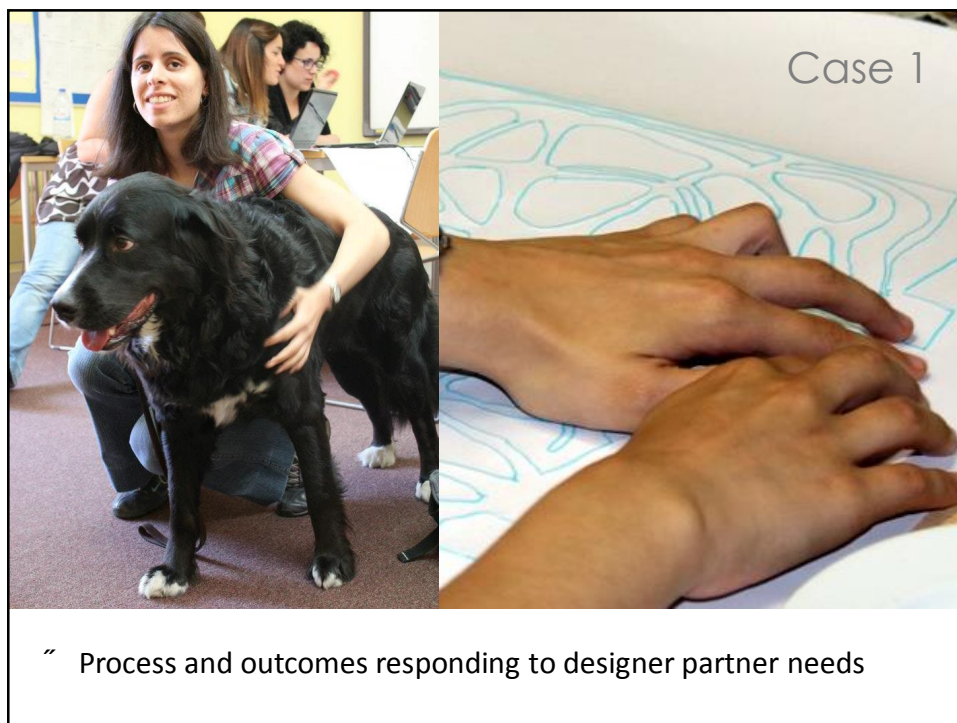 Case 1
˝ Process and outcomes responding to designer partner needs